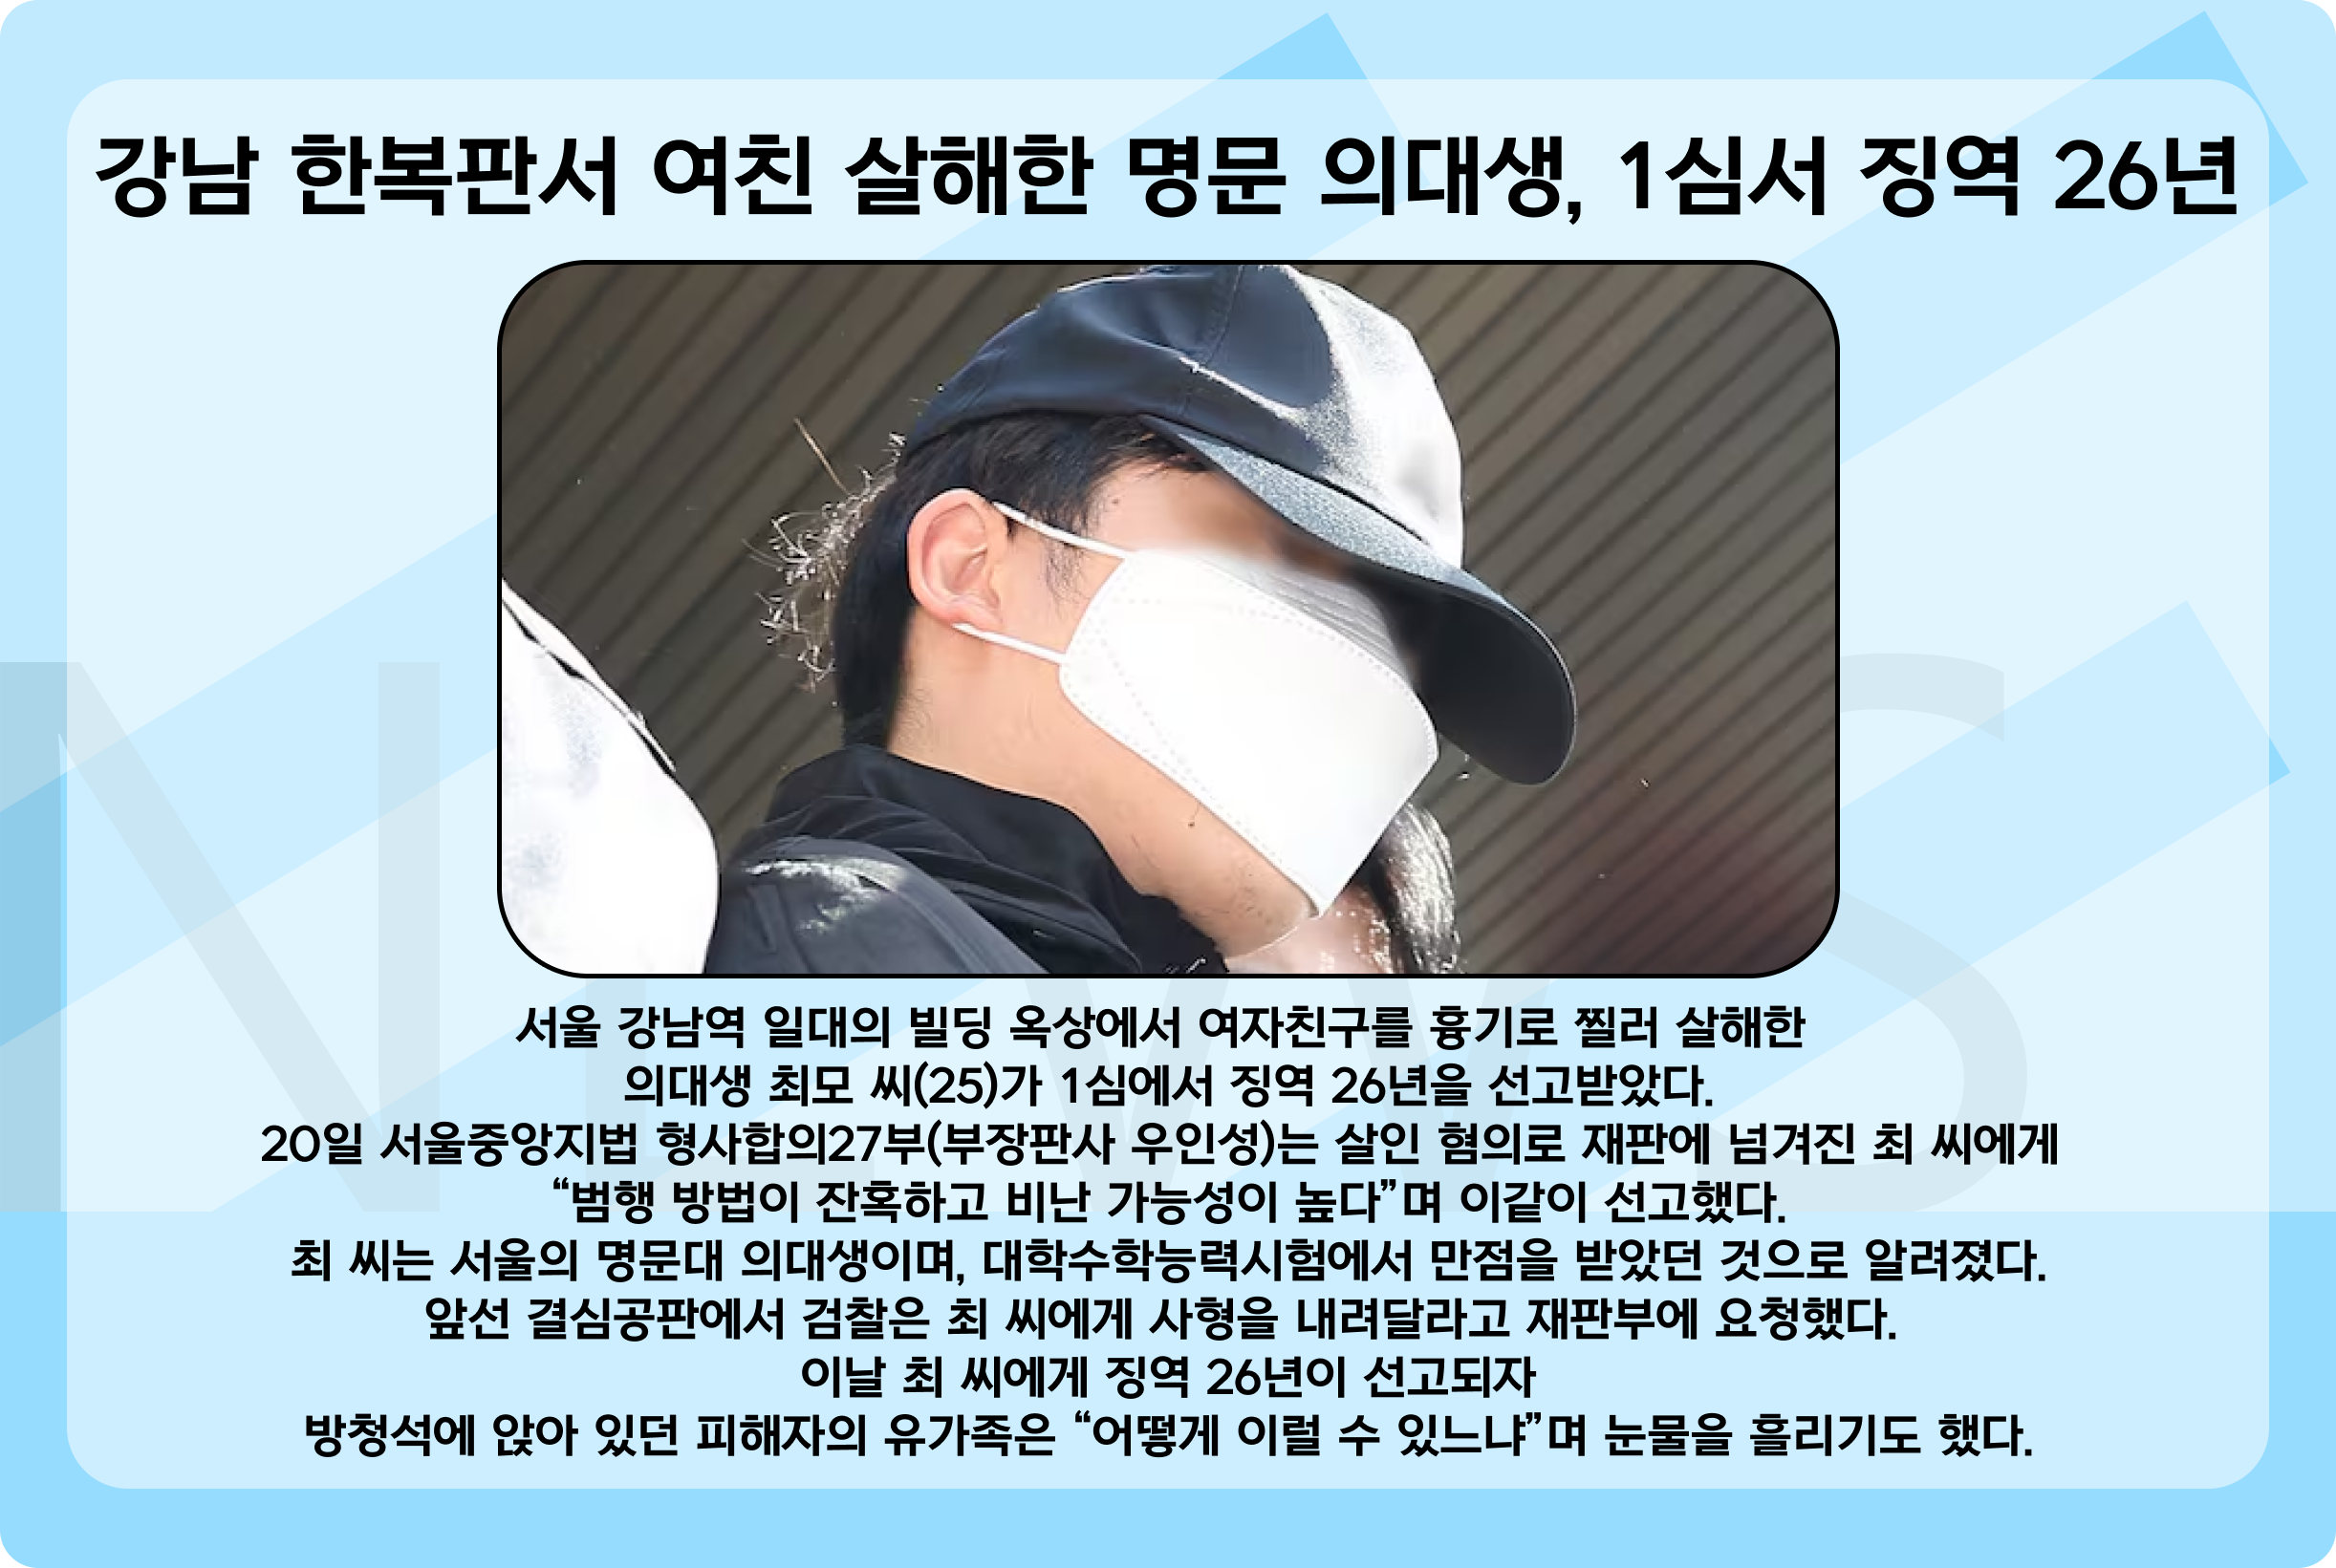 강남 한복판서 여친 살해한 명문 의대생, 1심서 징역 26년
서울 강남역 일대의 빌딩 옥상에서 여자친구를 흉기로 찔러 살해한
의대생 최모 씨(25)가 1심에서 징역 26년을 선고받았다.
20일 서울중앙지법 형사합의27부(부장판사 우인성)는 살인 혐의로 재판에 넘겨진 최 씨에게
“범행 방법이 잔혹하고 비난 가능성이 높다”며 이같이 선고했다.
최 씨는 서울의 명문대 의대생이며, 대학수학능력시험에서 만점을 받았던 것으로 알려졌다.
앞선 결심공판에서 검찰은 최 씨에게 사형을 내려달라고 재판부에 요청했다.
이날 최 씨에게 징역 26년이 선고되자
방청석에 앉아 있던 피해자의 유가족은 “어떻게 이럴 수 있느냐”며 눈물을 흘리기도 했다.
NEWS